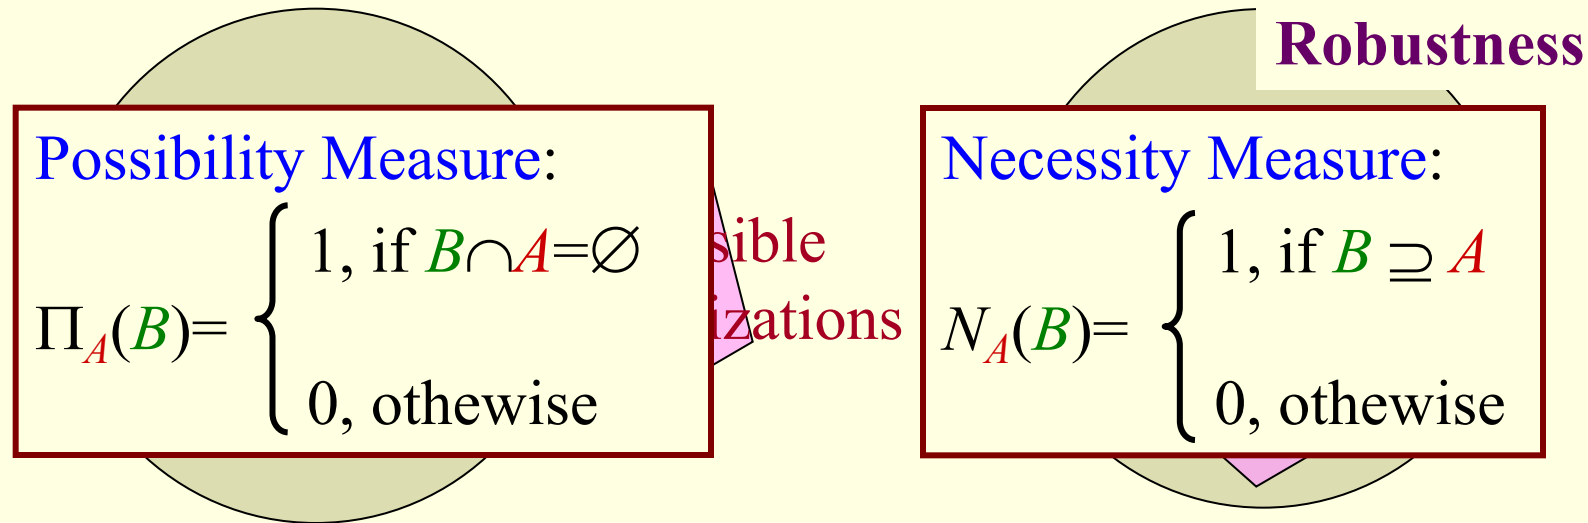 Robustness
Possibility Measure:
1, if B∩A=∅
Π_A(B)=
0, othewise
sible
izations
Necessity Measure:
1, if B ⊇ A
N_A(B)=
0, othewise